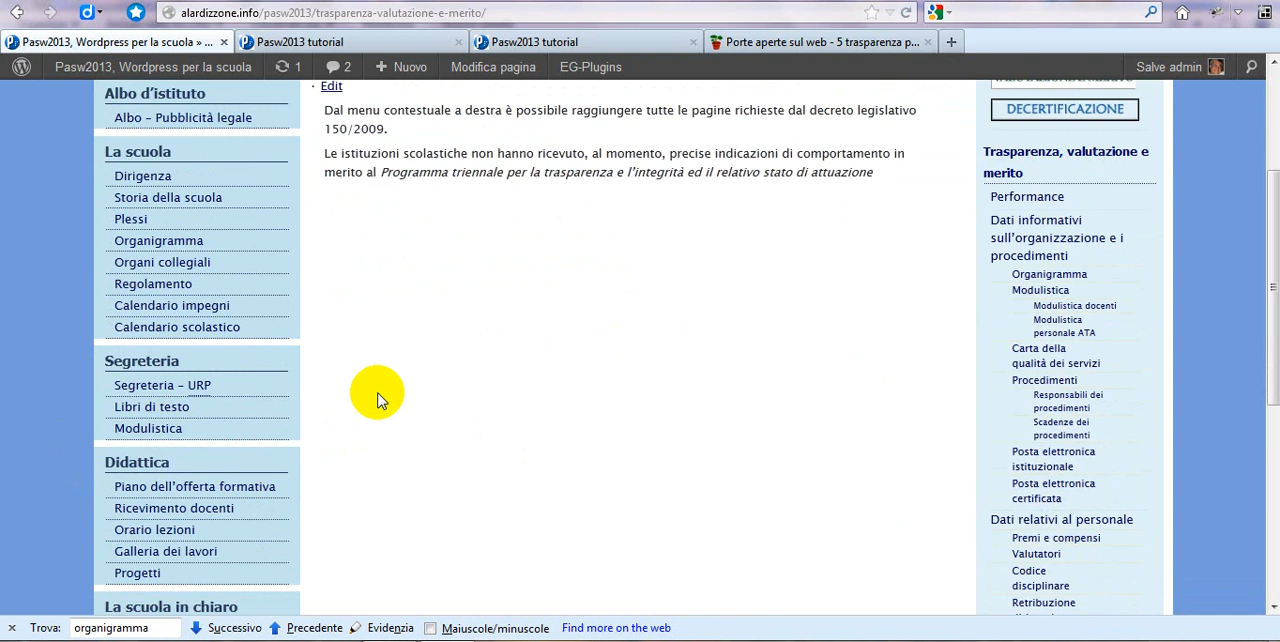 alardizzone.info/pasw2013/trasparenza-valutazione-e-merito/
Pasw2013, Wordpress per la scuola » ...
Pasw2013 tutorial
Pasw2013 tutorial
Porte aperte sul web - 5 trasparenza p...
Pasw2013, Wordpress per la scuola
1
2
Nuovo
Modifica pagina
EG-Plugins
Salve admin
Albo d'istituto
Albo – Pubblicità legale
La scuola
Dirigenza
Storia della scuola
Plessi
Organigramma
Organi collegiali
Regolamento
Calendario impegni
Calendario scolastico
Segreteria
Segreteria – URP
Libri di testo
Modulistica
Didattica
Piano dell'offerta formativa
Ricevimento docenti
Orario lezioni
Galleria dei lavori
Progetti
La scuola in chiaro
Edit
Dal menu contestuale a destra è possibile raggiungere tutte le pagine richieste dal decreto legislativo
150/2009.
Le istituzioni scolastiche non hanno ricevuto, al momento, precise indicazioni di comportamento in
merito al Programma triennale per la trasparenza e l'integrità ed il relativo stato di attuazione
DECERTIFICAZIONE
Trasparenza, valutazione e
merito
Performance
Dati informativi
sull'organizzazione e i
procedimenti
Organigramma
Modulistica
Modulistica docenti
Modulistica
personale ATA
Carta della
qualità dei servizi
Procedimenti
Responsabili dei
procedimenti
Scadenze dei
procedimenti
Posta elettronica
istituzionale
Posta elettronica
certificata
Dati relativi al personale
Premi e compensi
Valutatori
Codice
disciplinare
Retribuzione
Trova:
organigramma
Successivo
Precedente
Evidenzia
Maiuscole/minuscole
Find more on the web